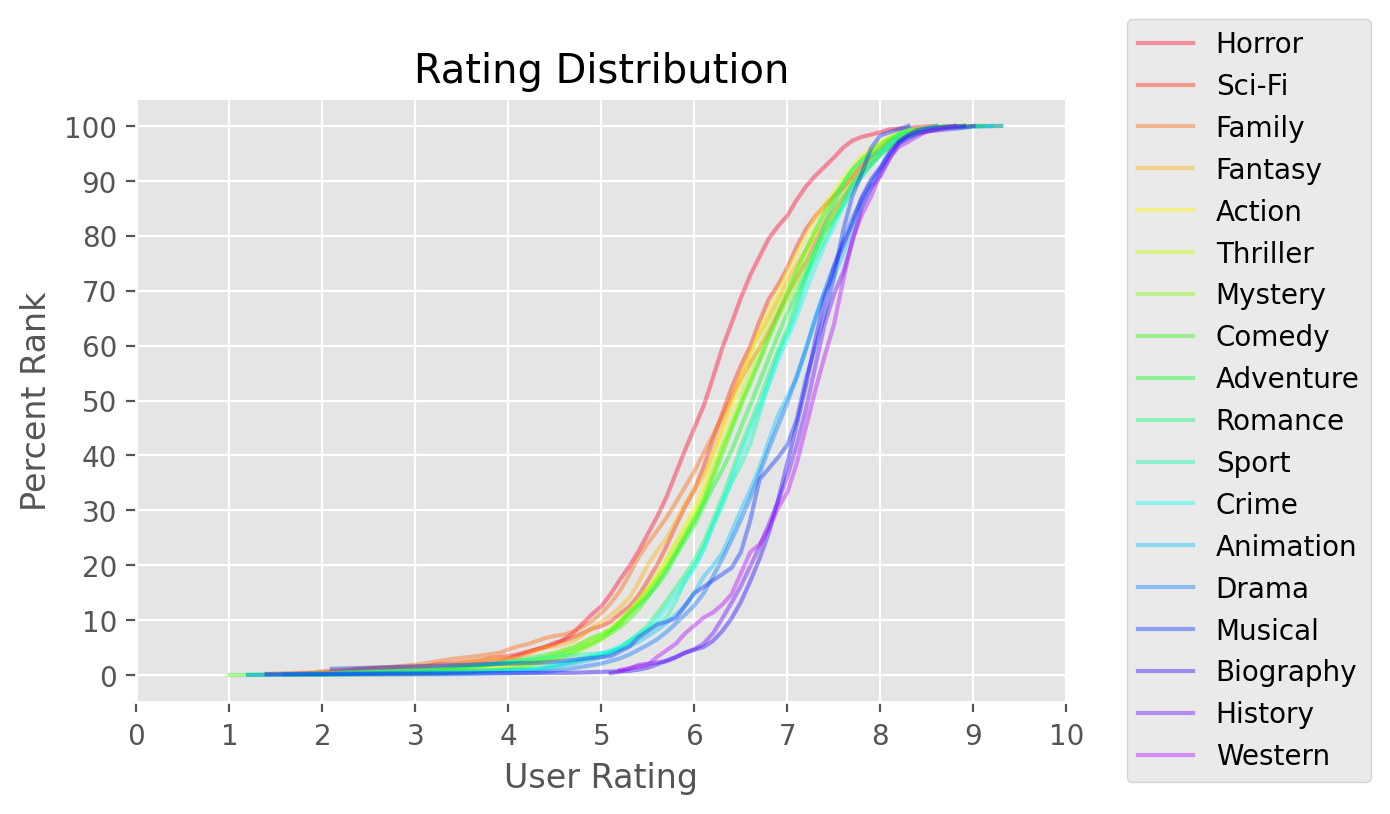 Rating Distribution
Percent Rank
100
90
80
70
60
50
40
30
20
10
0
0 1 2 3 4 5 6 7 8 9 10
User Rating
Horror
Sci-Fi
Family
Fantasy
Action
Thriller
Mystery
Comedy
Adventure
Romance
Sport
Crime
Animation
Drama
Musical
Biography
History
Western